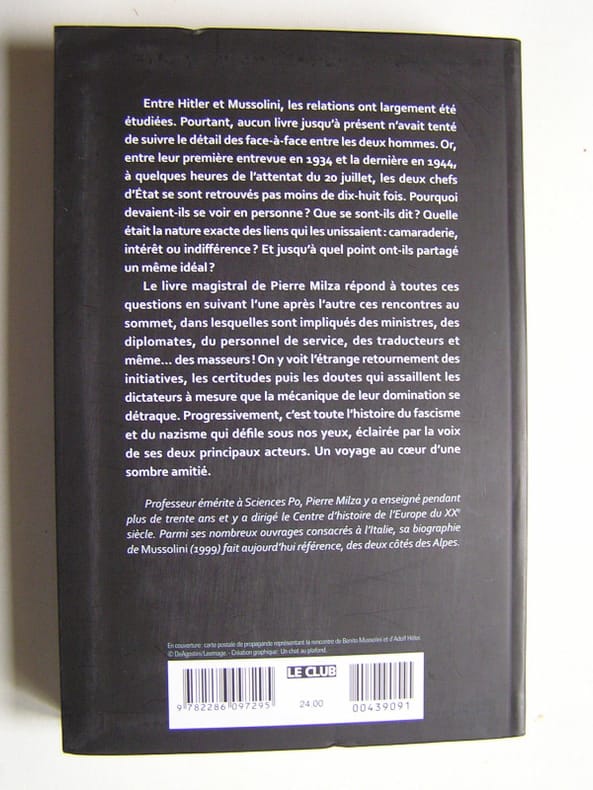 Entre Hitler et Mussolini, les relations ont largement été
étudiées. Pourtant, aucun livre jusqu'à présent n'avait tenté
de suivre le détail des face-à-face entre les deux hommes. Or,
entre leur première entrevue en 1934 et la dernière en 1944,
à quelques heures de l'attentat du 20 juillet, les deux chefs
d'État se sont retrouvés pas moins de dix-huit fois. Pourquoi
devaient-ils se voir en personne ? Que se sont-ils dit ? Quelle
était la nature exacte des liens qui les unissaient : camaraderie,
intérêt ou indifférence ? Et jusqu'à quel point ont-ils partagé
un même idéal ?
Le livre magistral de Pierre Milza répond à toutes ces
questions en suivant l'une après l'autre ces rencontres au
sommet, dans lesquelles sont impliqués des ministres, des
diplomates, du personnel de service, des traducteurs et
même... des masseurs ! On y voit l'étrange retournement des
initiatives, les certitudes puis les doutes qui assaillent les
dictateurs à mesure que la mécanique de leur domination se
détraque. Progressivement, c'est toute l'histoire du fascisme
et du nazisme qui défile sous nos yeux, éclairée par la voix
de ses deux principaux acteurs. Un voyage au cœur d'une
sombre amitié.
Professeur émérite à Sciences Po, Pierre Milza y a enseigné pendant
plus de trente ans et y a dirigé le Centre d'histoire de l'Europe du XXe
siècle. Parmi ses nombreux ouvrages consacrés à l'Italie, sa biographie
de Mussolini (1999) fait aujourd'hui référence, des deux côtés des Alpes.
En couverture : carte postale de propagande représentant la rencontre de Benito Mussolini et d'Adolf Hitler.
© DeAgostini/Leemage. - Création graphique : Un chat au plafond.
LE CLUB
9 782286 097295
24.00
00439091